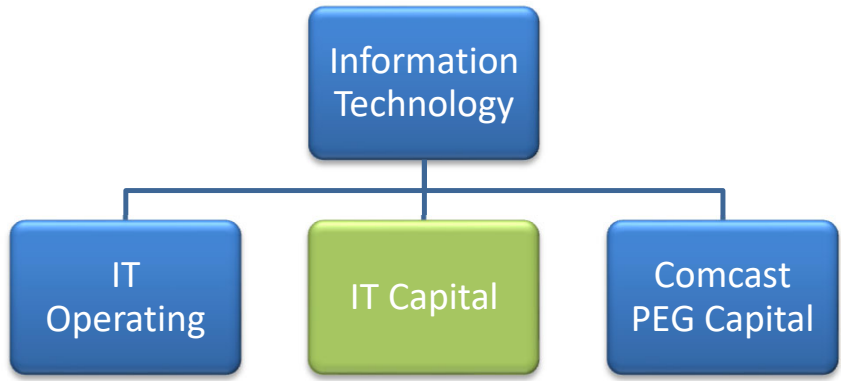 Information
Technology
IT
Operating
IT Capital
Comcast
PEG Capital